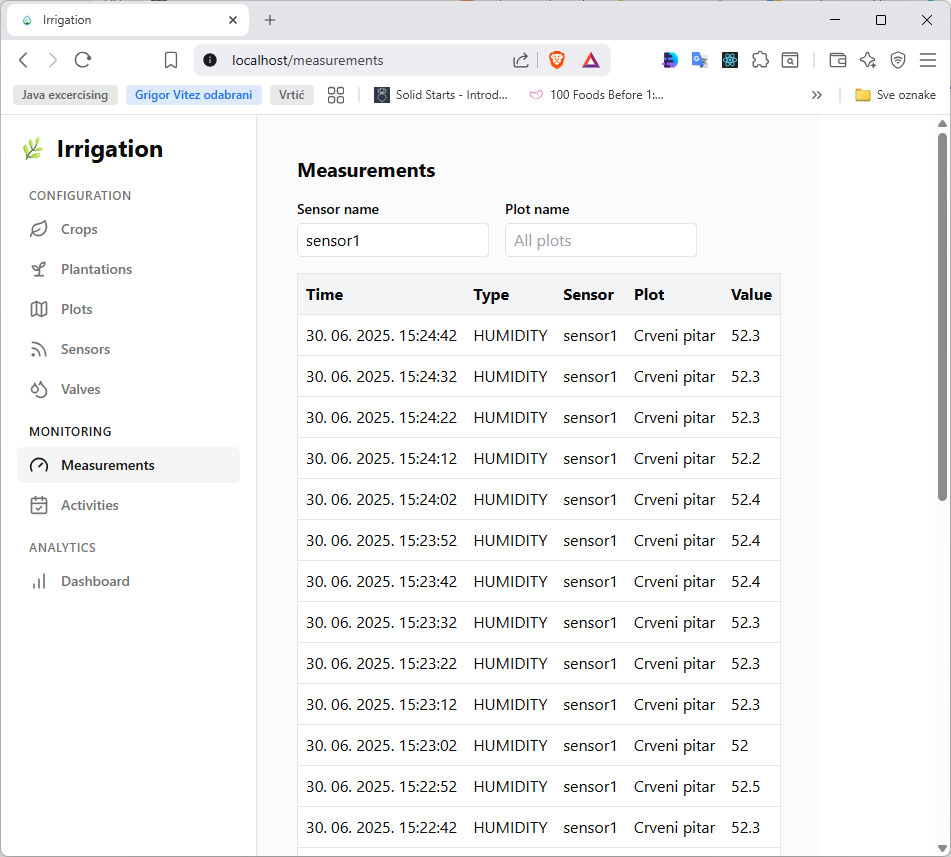 Irrigation
localhost/measurements
Java excercising Grigor Vitez odabrani Vrtić Solid Starts - Introd... 100 Foods Before 1:... Sve oznake
Irrigation
CONFIGURATION
Crops
Plantations
Plots
Sensors
Valves
MONITORING
Measurements
Activities
ANALYTICS
Dashboard
Measurements
Sensor name Plot name
sensor1 All plots
Time Type Sensor Plot Value
30. 06. 2025. 15:24:42 HUMIDITY sensor1 Crveni pitar 52.3
30. 06. 2025. 15:24:32 HUMIDITY sensor1 Crveni pitar 52.3
30. 06. 2025. 15:24:22 HUMIDITY sensor1 Crveni pitar 52.3
30. 06. 2025. 15:24:12 HUMIDITY sensor1 Crveni pitar 52.2
30. 06. 2025. 15:24:02 HUMIDITY sensor1 Crveni pitar 52.4
30. 06. 2025. 15:23:52 HUMIDITY sensor1 Crveni pitar 52.4
30. 06. 2025. 15:23:42 HUMIDITY sensor1 Crveni pitar 52.4
30. 06. 2025. 15:23:32 HUMIDITY sensor1 Crveni pitar 52.3
30. 06. 2025. 15:23:22 HUMIDITY sensor1 Crveni pitar 52.3
30. 06. 2025. 15:23:12 HUMIDITY sensor1 Crveni pitar 52.3
30. 06. 2025. 15:23:02 HUMIDITY sensor1 Crveni pitar 52
30. 06. 2025. 15:22:52 HUMIDITY sensor1 Crveni pitar 52.5
30. 06. 2025. 15:22:42 HUMIDITY sensor1 Crveni pitar 52.3